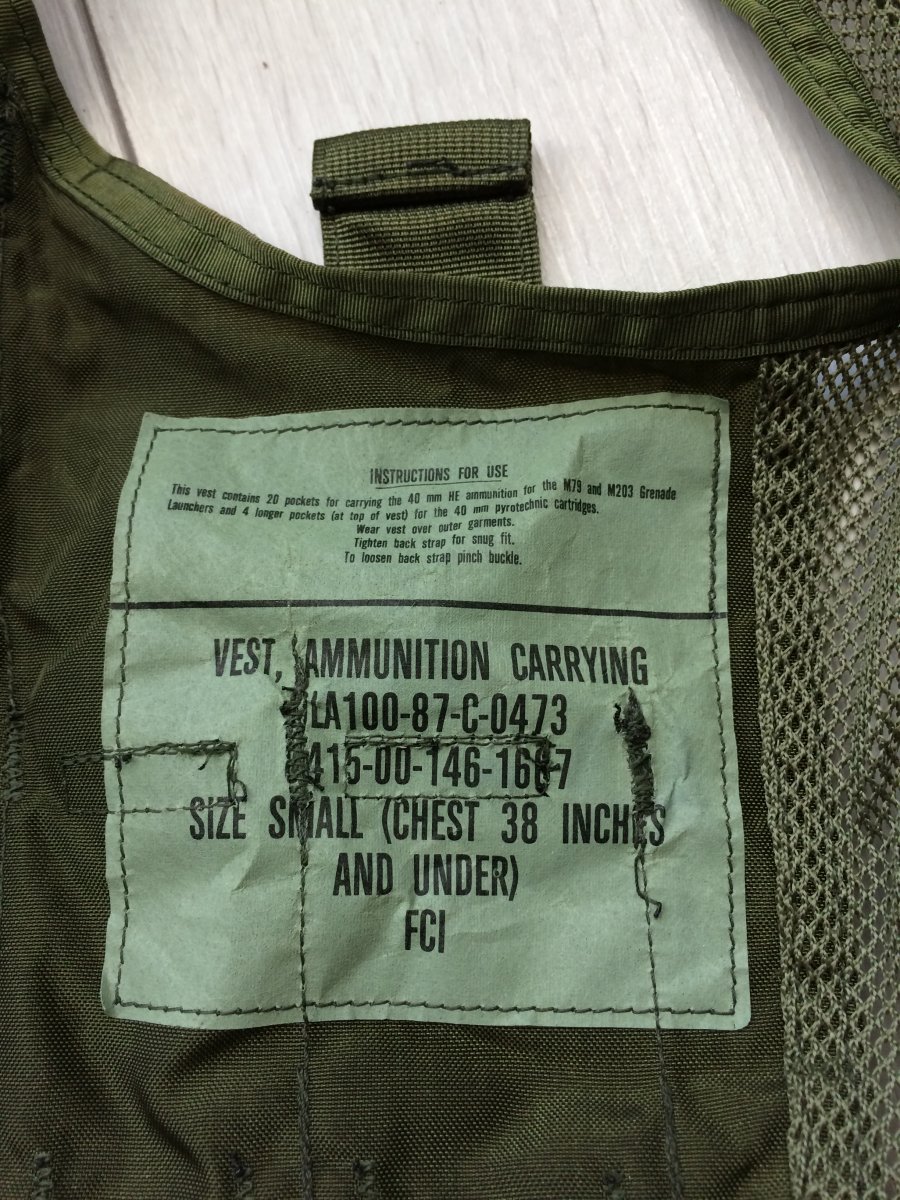 INSTRUCTIONS FOR USE
This vest contains 20 pockets for carrying the 40 mm HE ammunition for the M79 and M203 Grenade
Launchers and 4 longer pockets (at top of vest) for the 40 mm pyrotechnic cartridges.
Wear vest over outer garments.
Tighten back strap for snug fit.
To loosen back strap pinch buckle.
VEST, AMMUNITION CARRYING
LA100-87-C-0473
415-00-146-16
SIZE SMALL (CHEST 38 INCHES
AND UNDER)
FCI